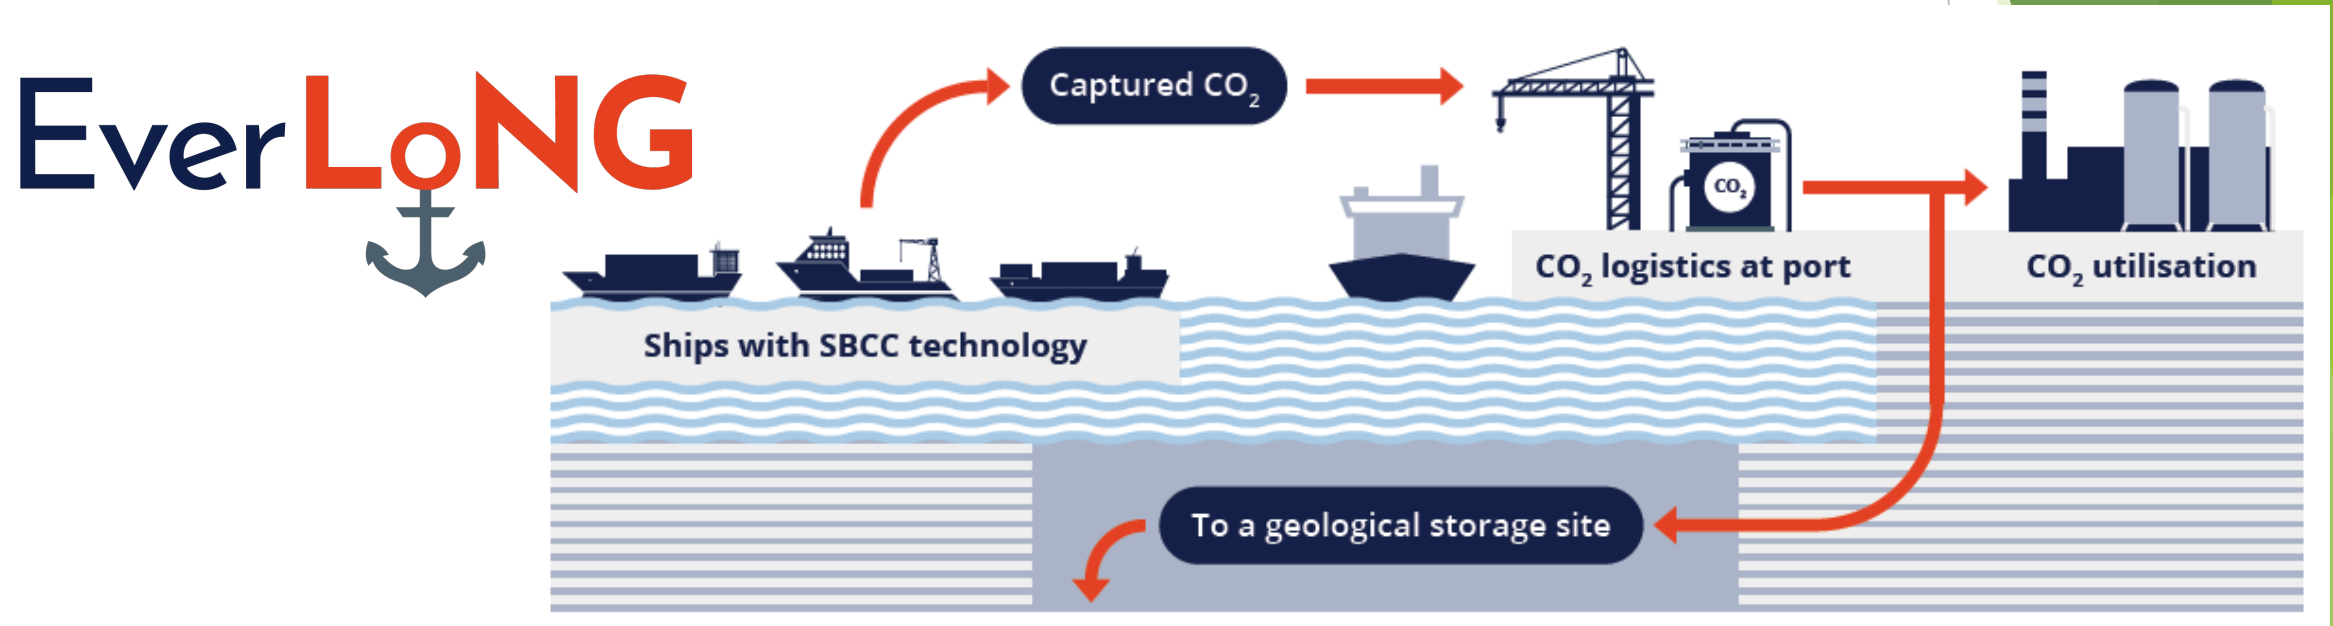 EverLoNG
Captured CO₂
CO₂
CO₂ logistics at port
CO₂ utilisation
Ships with SBCC technology
To a geological storage site